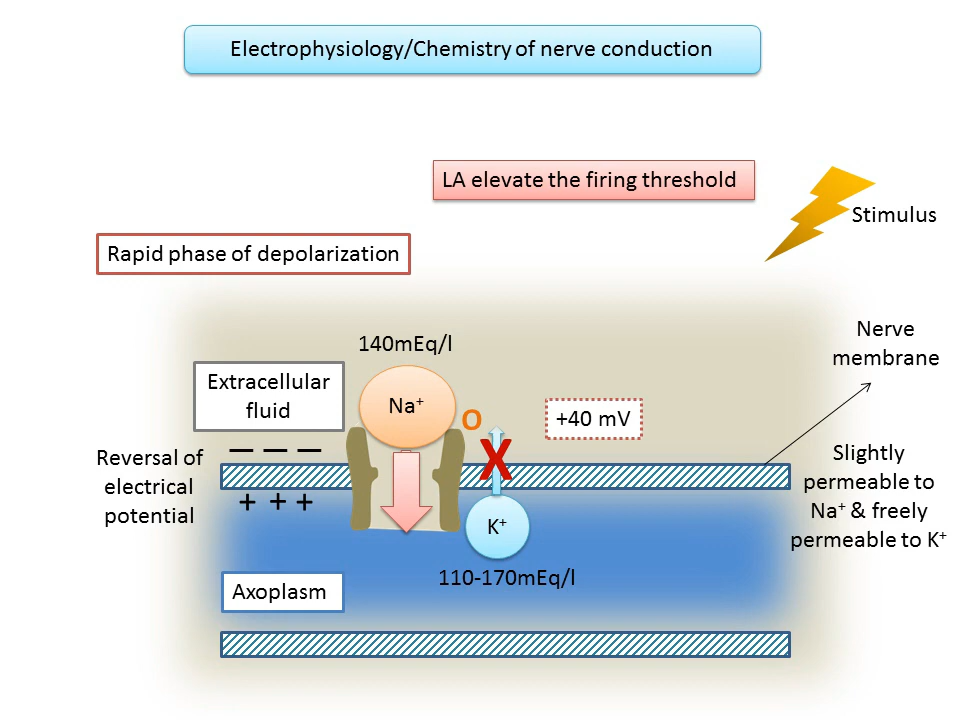 Electrophysiology/Chemistry of nerve conduction
LA elevate the firing threshold
Stimulus
Rapid phase of depolarization
Nerve
membrane
140mEq/l
Extracellular
fluid
Na⁺
O
+40 mV
X
Reversal of
electrical
potential
— — —
+ + +
K⁺
Slightly
permeable to
Na⁺ & freely
permeable to K⁺
110-170mEq/l
Axoplasm